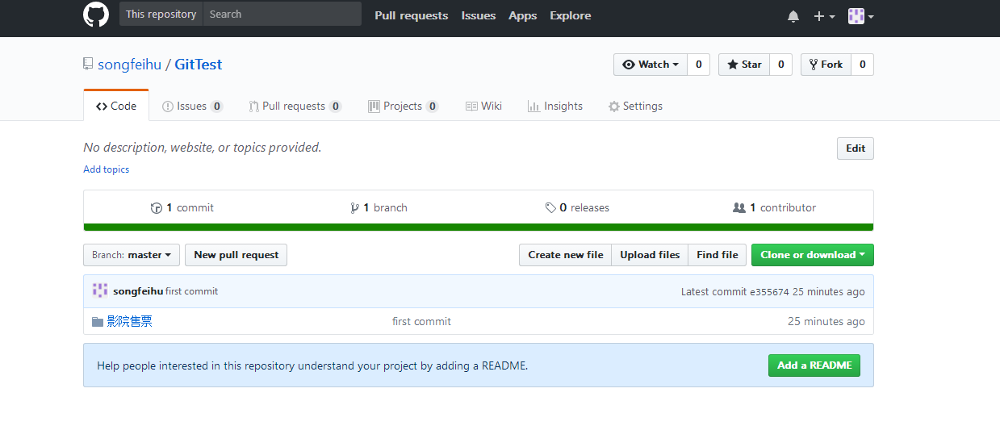 This repository Search Pull requests Issues Apps Explore
songfeihu / GitTest Watch 0 Star 0 Fork 0
Code Issues 0 Pull requests 0 Projects 0 Wiki Insights Settings
No description, website, or topics provided. Edit
Add topics
1 commit 1 branch 0 releases 1 contributor
Branch: master New pull request Create new file Upload files Find file Clone or download
songfeihu first commit Latest commit e355674 25 minutes ago
影院售票 first commit 25 minutes ago
Help people interested in this repository understand your project by adding a README. Add a README